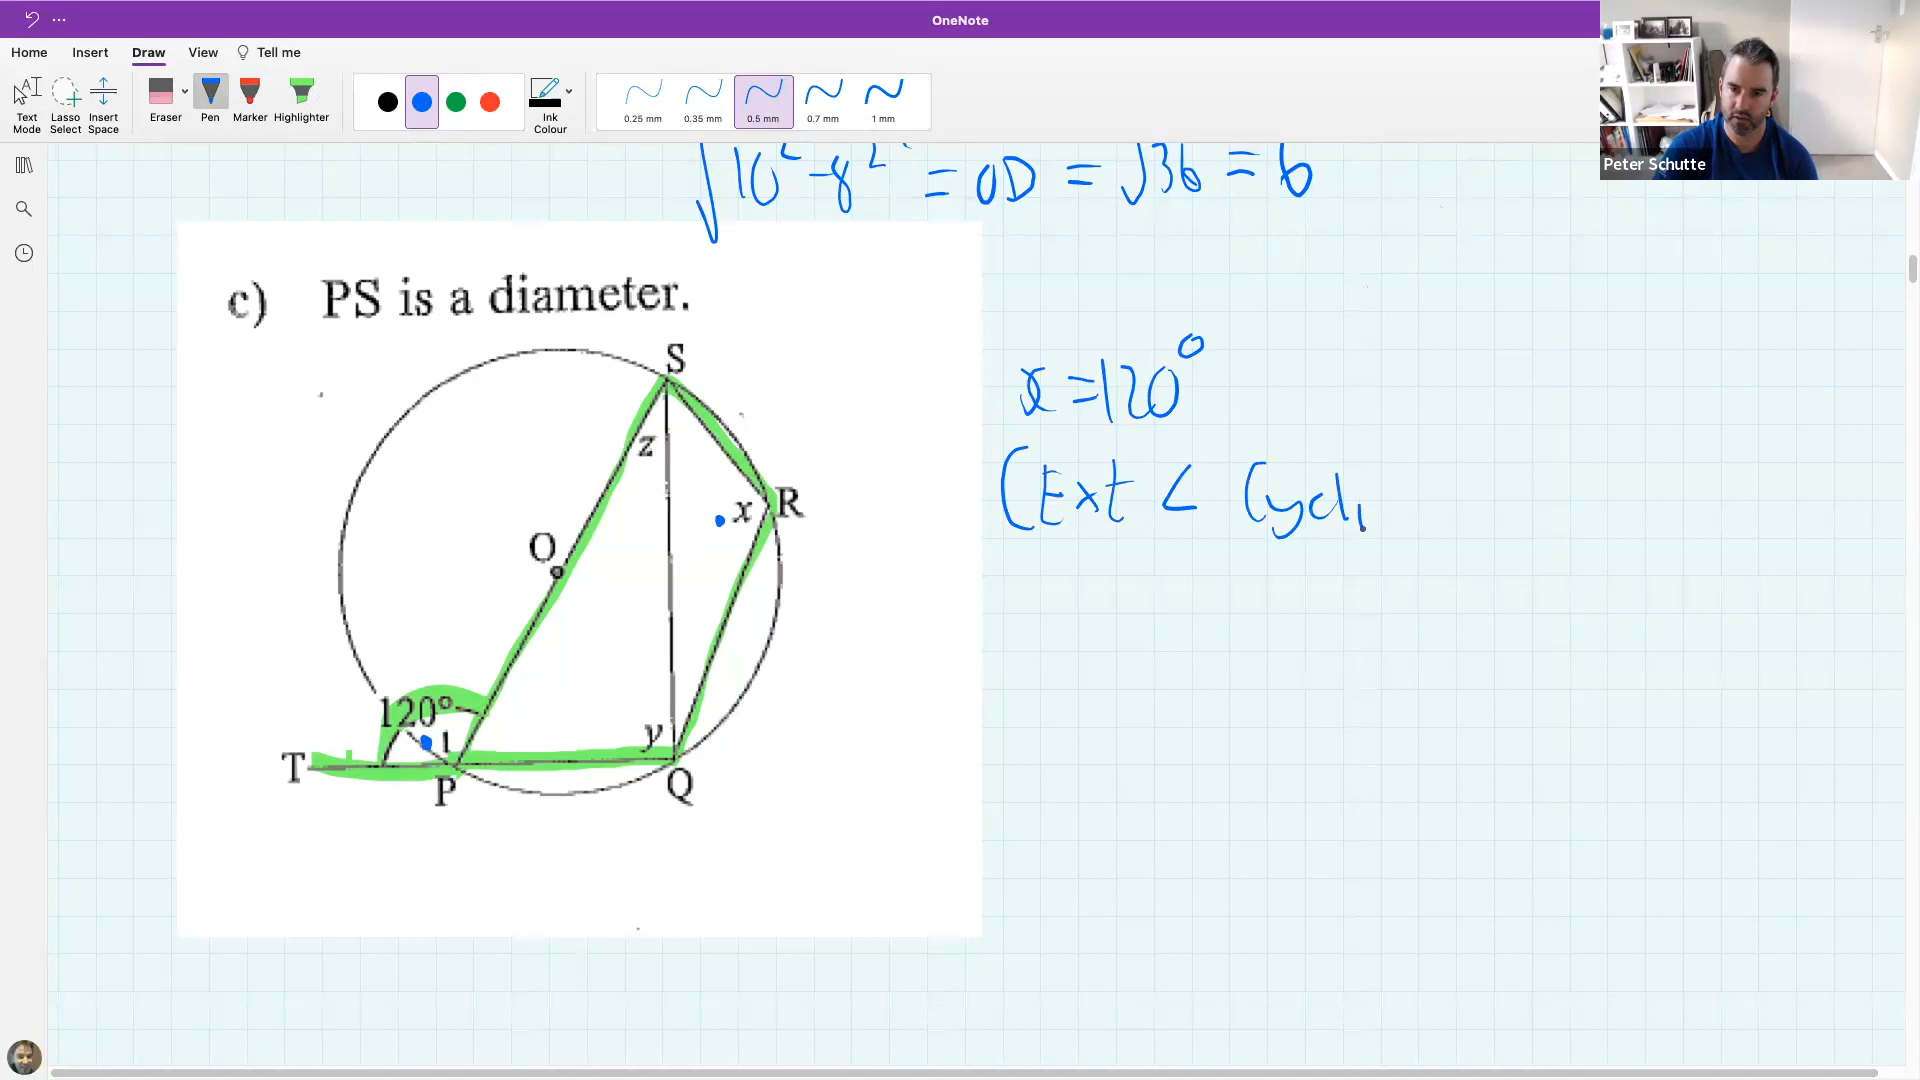 OneNote
Home Insert Draw View Tell me
Text Mode
Lasso Select
Insert Space
Eraser
Pen
Marker
Highlighter
Ink Colour
0.25 mm
0.35 mm
0.5 mm
0.7 mm
1 mm
Peter Schutte
√10²-8² = OD = √36 = 6
c) PS is a diameter.
S
z
x R
O
120°
1
y
T
P
Q
x = 120°
(Ext < Cycli